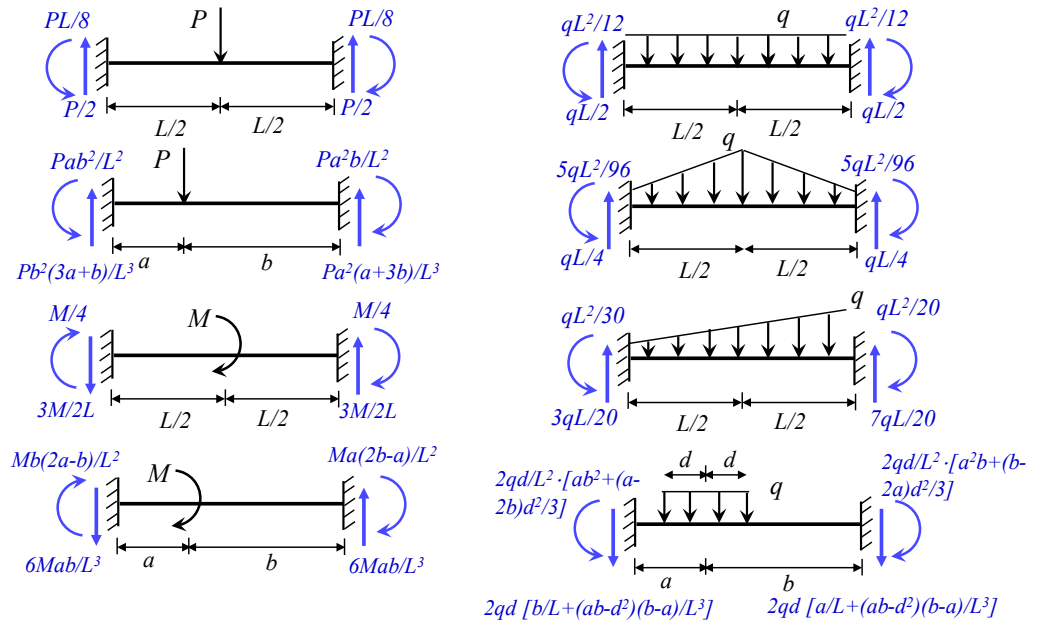 PL/8 P PL/8
P/2 P/2
L/2 L/2
Pab²/L² P Pa²b/L²
a b
Pb²(3a+b)/L³ Pa²(a+3b)/L³
M/4 M M/4
3M/2L 3M/2L
L/2 L/2
Mb(2a-b)/L² M Ma(2b-a)/L²
a b
6Mab/L³ 6Mab/L³
qL²/12 q qL²/12
qL/2 qL/2
L/2 L/2
5qL²/96 q 5qL²/96
qL/4 qL/4
L/2 L/2
qL²/30 q qL²/20
3qL/20 7qL/20
L/2 L/2
2qd/L² ·[ab²+(a-
2b)d²/3]
d d
q
2qd/L² ·[a²b+(b-
2a)d²/3]
a b
2qd [b/L+(ab-d²)(b-a)/L³] 2qd [a/L+(ab-d²)(b-a)/L³]